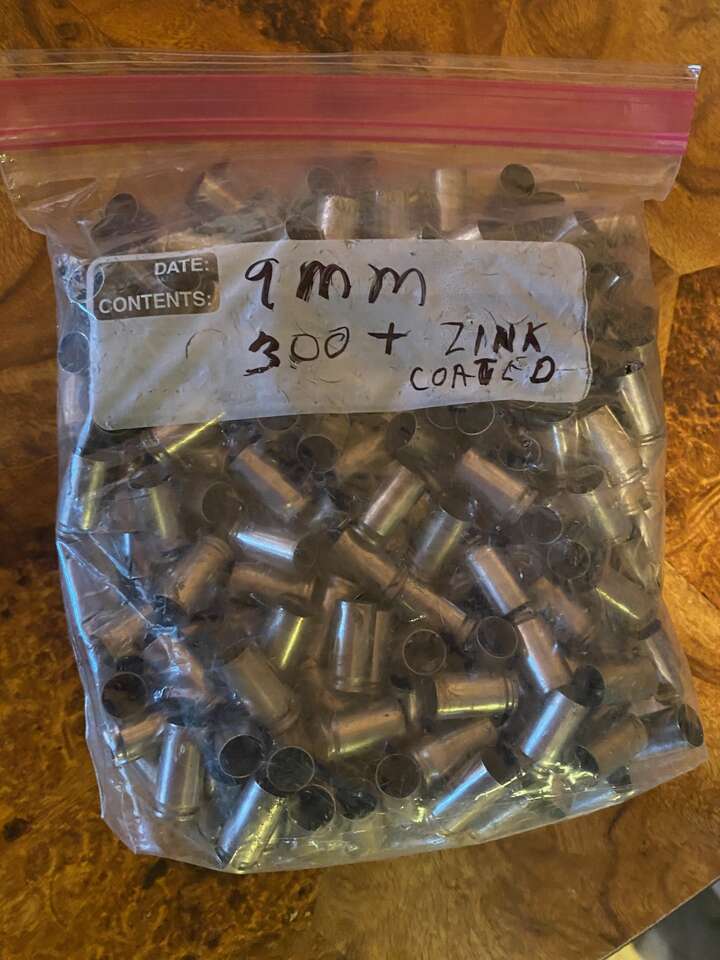 DATE:
CONTENTS:
9mm
300 + ZINK
COATED